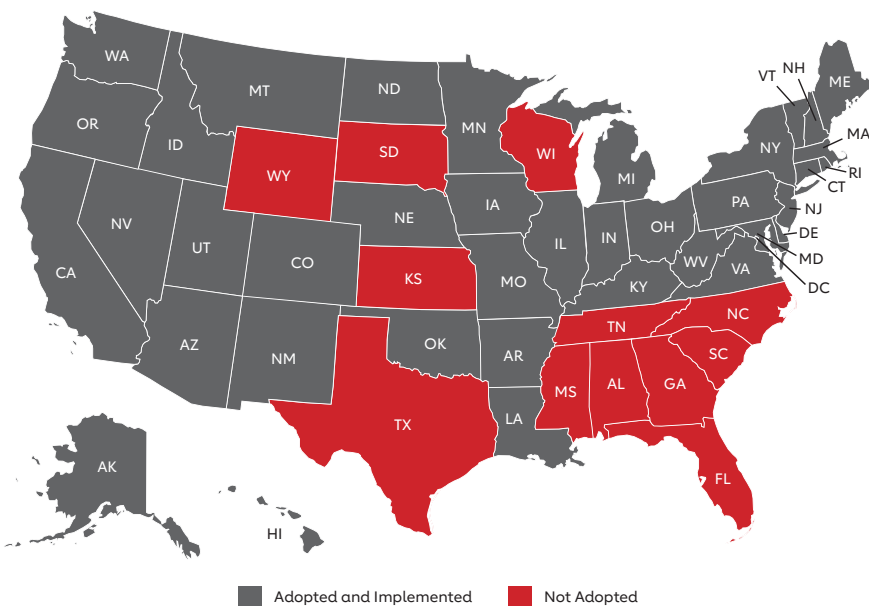 WA
MT
ND
MN
VT
NH
ME
OR
ID
SD
WI
NY
MA
WY
MI
RI
CT
NV
NE
IA
PA
NJ
UT
CO
IL
IN
OH
DE
CA
KS
MO
WV
VA
MD
KY
DC
AZ
NM
OK
AR
TN
NC
SC
TX
LA
MS
AL
GA
AK
FL
HI
Adopted and Implemented
Not Adopted